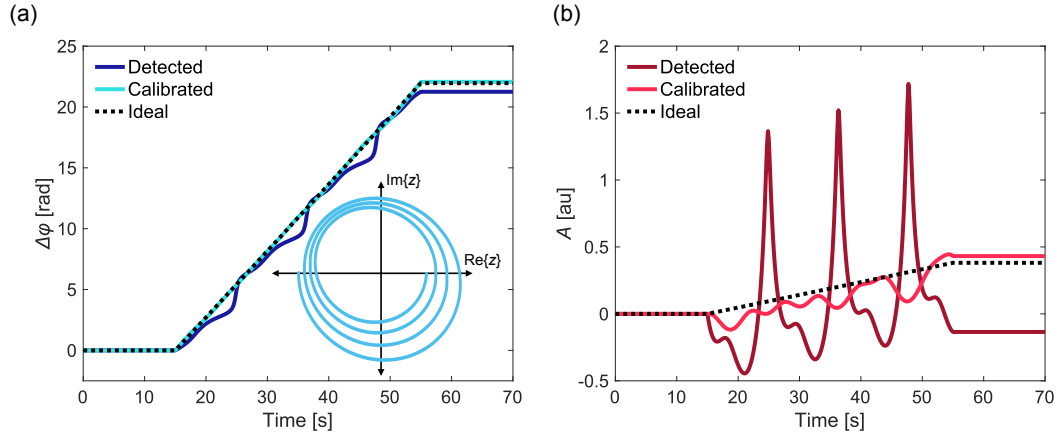 (a)
(b)
25
20
15
10
5
0
Δφ [rad]
Detected
Calibrated
Ideal
Im{z}
Re{z}
0 10 20 30 40 50 60 70
Time [s]
2
1.5
1
0.5
0
-0.5
A [au]
Detected
Calibrated
Ideal
0 10 20 30 40 50 60 70
Time [s]